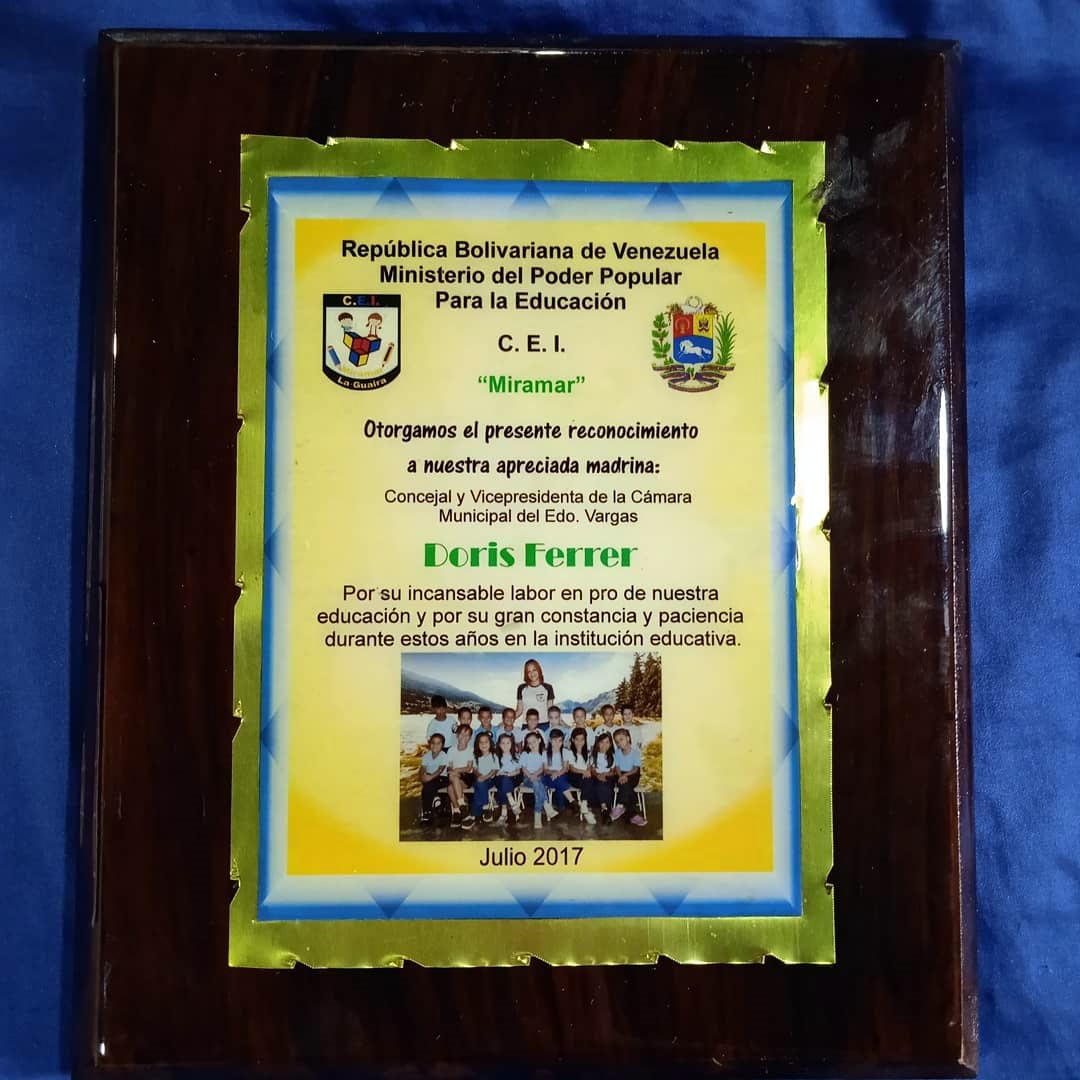 República Bolivariana de Venezuela
Ministerio del Poder Popular
Para la Educación
C.E.I.
Miramar
La Guaira
C. E. I.
“Miramar”
Otorgamos el presente reconocimiento
a nuestra apreciada madrina:
Concejal y Vicepresidenta de la Cámara
Municipal del Edo. Vargas
Doris Ferrer
Por su incansable labor en pro de nuestra
educación y por su gran constancia y paciencia
durante estos años en la institución educativa.
Julio 2017